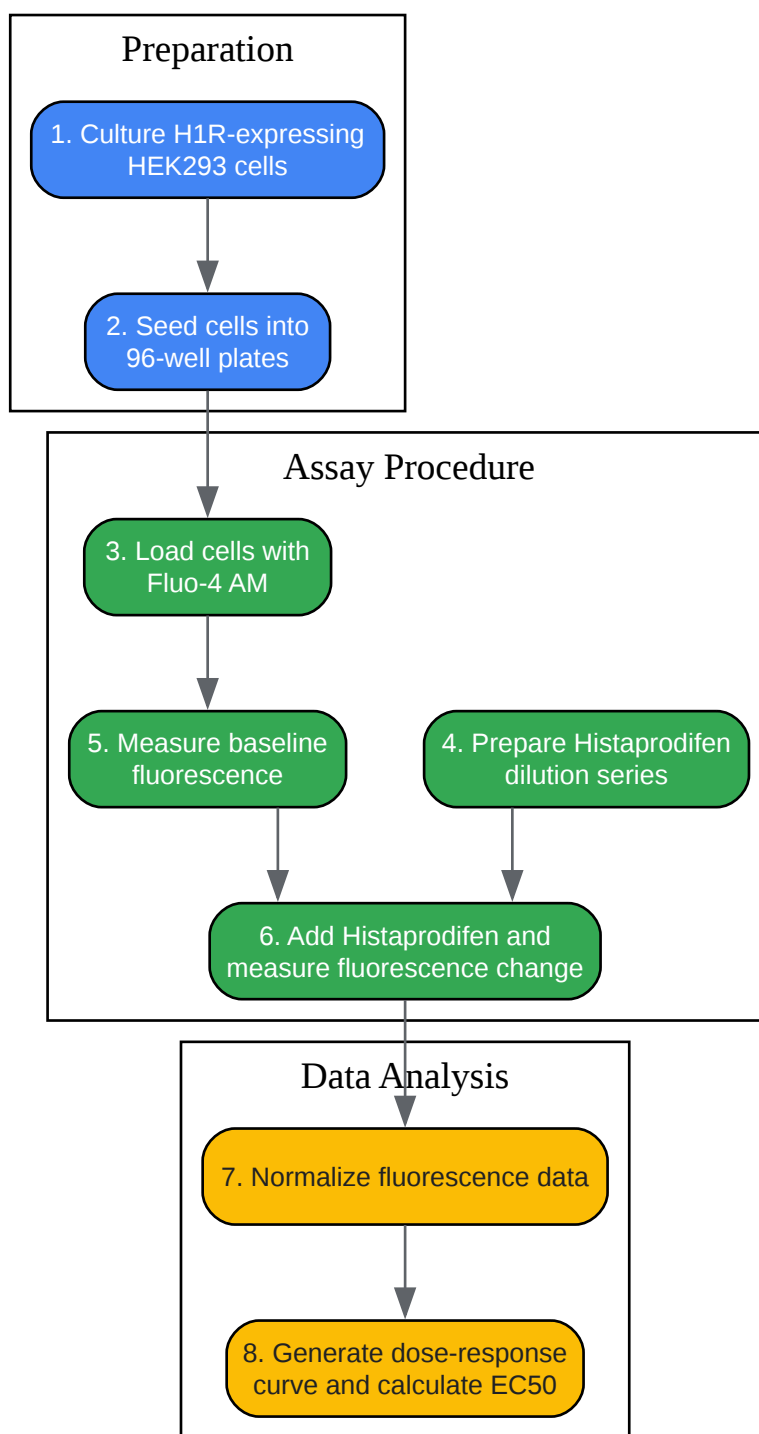 Preparation
1. Culture H1R-expressing
HEK293 cells
2. Seed cells into
96-well plates
Assay Procedure
3. Load cells with
Fluo-4 AM
5. Measure baseline
fluorescence
4. Prepare Histaprodifen
dilution series
6. Add Histaprodifen and
measure fluorescence change
Data Analysis
7. Normalize fluorescence data
8. Generate dose-response
curve and calculate EC50